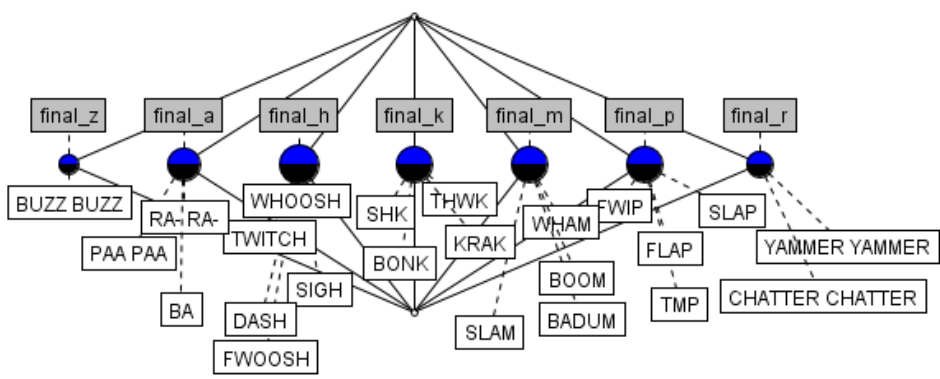 final_z
final_a
final_h
final_k
final_m
final_p
final_r
BUZZ BUZZ
RA- RA-
PAA PAA
BA
WHOOSH
TWITCH
SIGH
DASH
FWOOSH
SHK
THWK
BONK
KRAK
WHAM
BOOM
SLAM
BADUM
FWIP
SLAP
FLAP
TMP
YAMMER YAMMER
CHATTER CHATTER